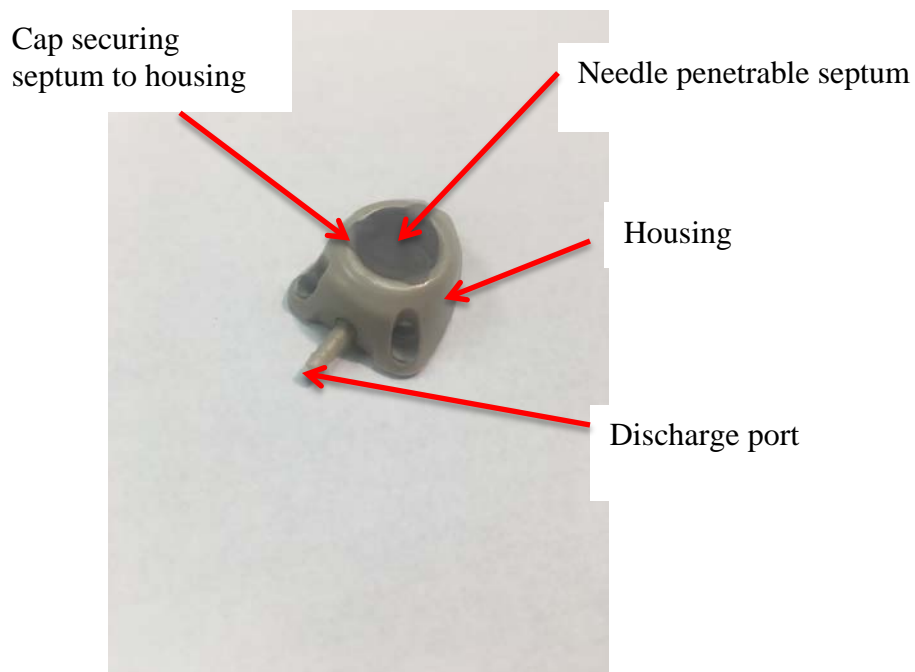 Cap securing
septum to housing
Needle penetrable septum
Housing
Discharge port